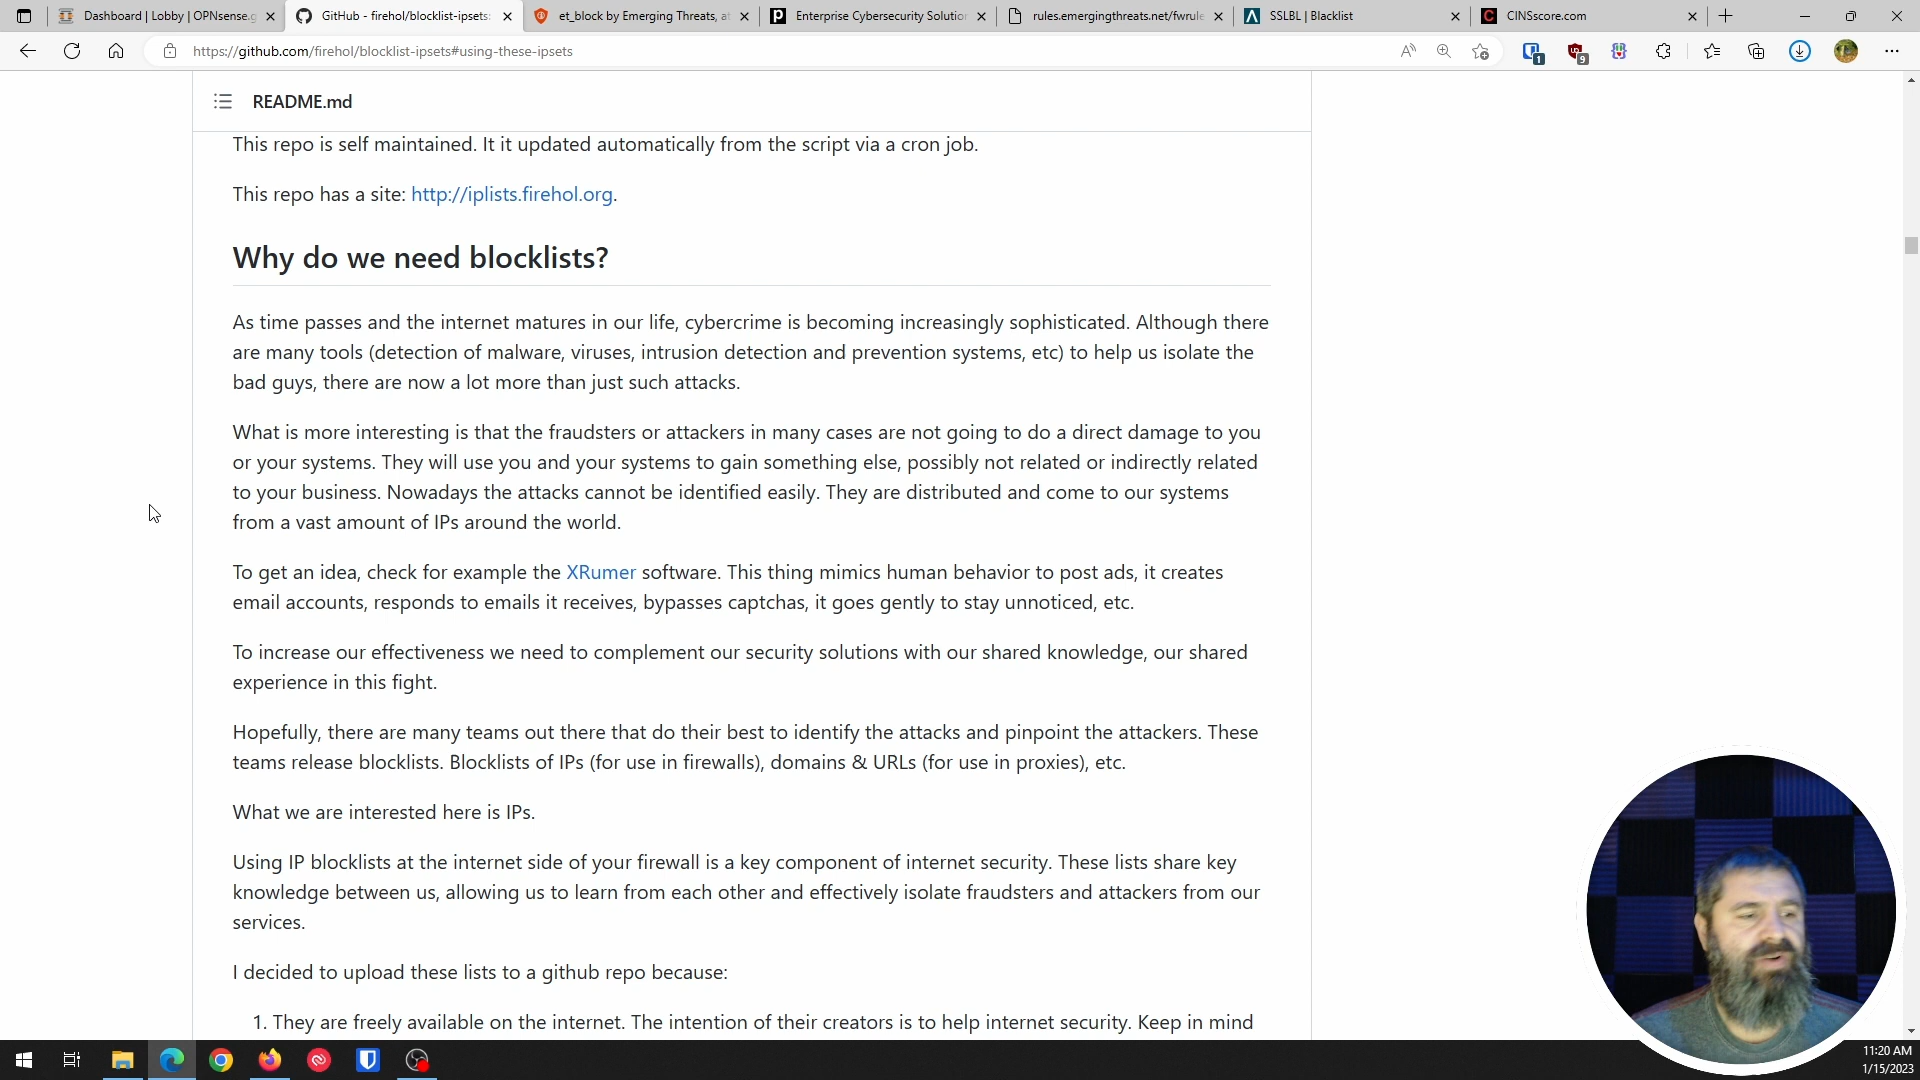 Dashboard | Lobby | OPNsense.g
GitHub - firehol/blocklist-ipsets:
et_block by Emerging Threats, a
Enterprise Cybersecurity Solution
rules.emergingthreats.net/fwrule
SSLBL | Blacklist
CINSscore.com
https://github.com/firehol/blocklist-ipsets#using-these-ipsets
1
9
README.md
This repo is self maintained. It it updated automatically from the script via a cron job.
This repo has a site: http://iplists.firehol.org.
Why do we need blocklists?
As time passes and the internet matures in our life, cybercrime is becoming increasingly sophisticated. Although there
are many tools (detection of malware, viruses, intrusion detection and prevention systems, etc) to help us isolate the
bad guys, there are now a lot more than just such attacks.
What is more interesting is that the fraudsters or attackers in many cases are not going to do a direct damage to you
or your systems. They will use you and your systems to gain something else, possibly not related or indirectly related
to your business. Nowadays the attacks cannot be identified easily. They are distributed and come to our systems
from a vast amount of IPs around the world.
To get an idea, check for example the XRumer software. This thing mimics human behavior to post ads, it creates
email accounts, responds to emails it receives, bypasses captchas, it goes gently to stay unnoticed, etc.
To increase our effectiveness we need to complement our security solutions with our shared knowledge, our shared
experience in this fight.
Hopefully, there are many teams out there that do their best to identify the attacks and pinpoint the attackers. These
teams release blocklists. Blocklists of IPs (for use in firewalls), domains & URLs (for use in proxies), etc.
What we are interested here is IPs.
Using IP blocklists at the internet side of your firewall is a key component of internet security. These lists share key
knowledge between us, allowing us to learn from each other and effectively isolate fraudsters and attackers from our
services.
I decided to upload these lists to a github repo because:
1. They are freely available on the internet. The intention of their creators is to help internet security. Keep in mind
11:20 AM
1/15/2023